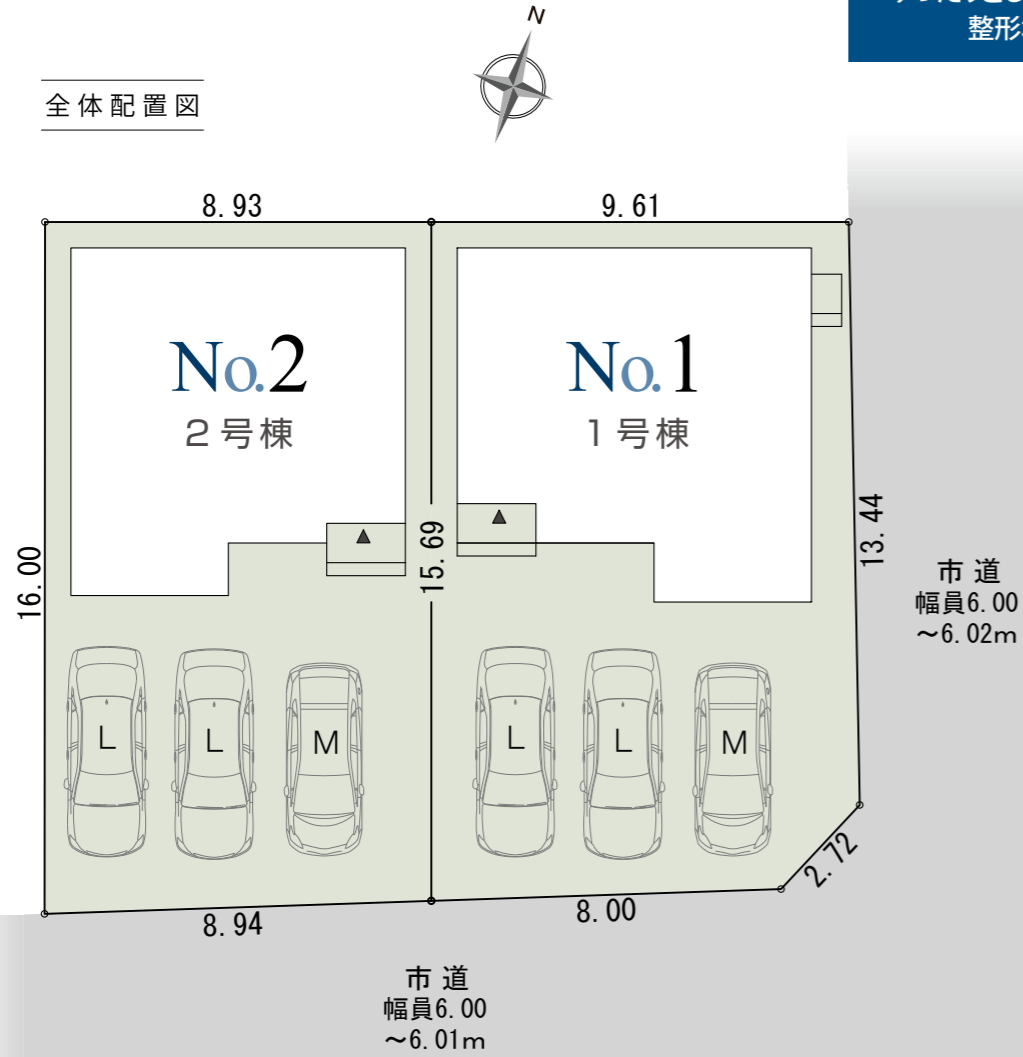 N
整形
全体配置図
8.93
9.61
No.2
2号棟
No.1
1号棟
16.00
15.69
13.44
市道
幅員6.00
~6.02m
L
L
M
L
L
M
2.72
8.94
8.00
市道
幅員6.00
~6.01m